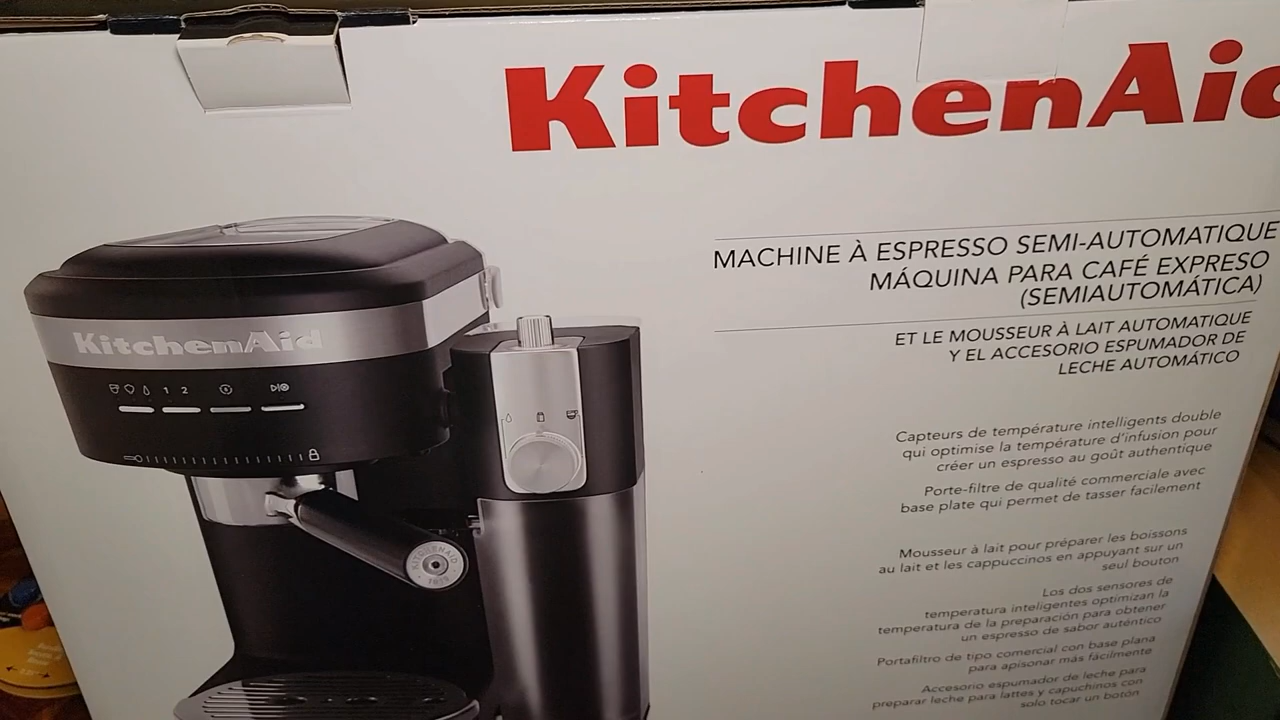 KitchenAid
MACHINE À ESPRESSO SEMI-AUTOMATIQUE
MÁQUINA PARA CAFÉ EXPRESO
(SEMIAUTOMÁTICA)
ET LE MOUSSEUR À LAIT AUTOMATIQUE
Y EL ACCESORIO ESPUMADOR DE
LECHE AUTOMÁTICO
KitchenAid
1 2
Capteurs de température intelligents double
qui optimise la température d'infusion pour
créer un espresso au goût authentique
Porte-filtre de qualité commerciale avec
base plate qui permet de tasser facilement
Mousseur à lait pour préparer les boissons
au lait et les cappuccinos en appuyant sur un
seul bouton
Los dos sensores de
temperatura inteligentes optimizan la
temperatura de la preparación para obtener
un espresso de sabor auténtico
Portafiltro de tipo comercial con base plana
para apisonar más fácilmente
Accesorio espumador de leche para
preparar leche para lattes y capuchinos con
solo tocar un botón
KITCHENAID
1919